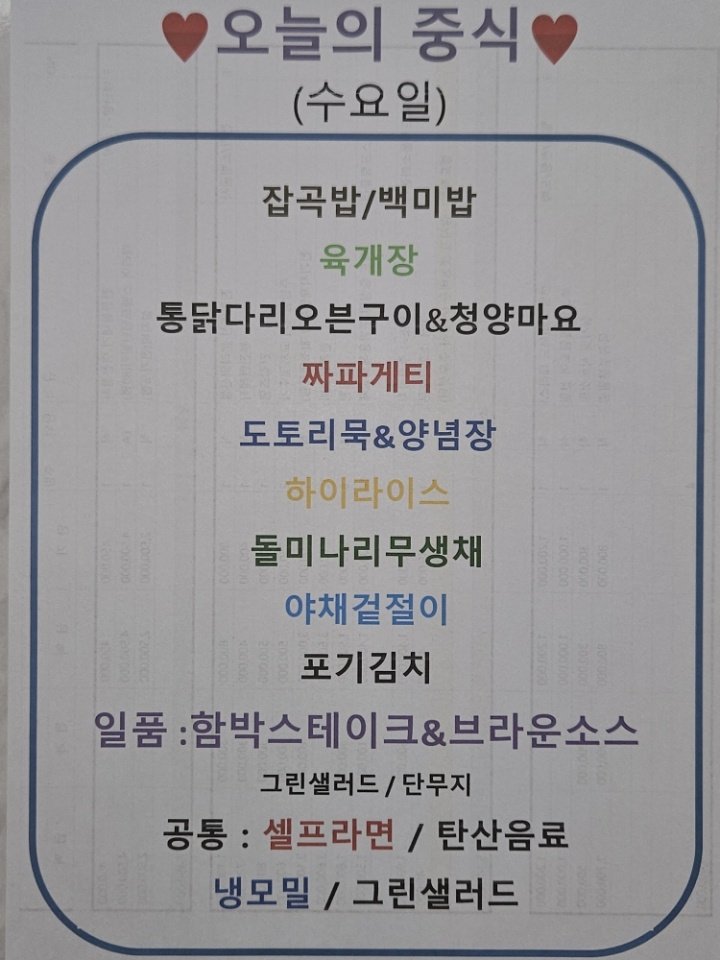 ♥오늘의 중식♥
(수요일)
잡곡밥/백미밥
육개장
통닭다리오븐구이&청양마요
짜파게티
도토리묵&양념장
하이라이스
돌미나리무생채
야채겉절이
포기김치
일품 :함박스테이크&브라운소스
그린샐러드 / 단무지
공통 : 셀프라면 / 탄산음료
냉모밀 / 그린샐러드